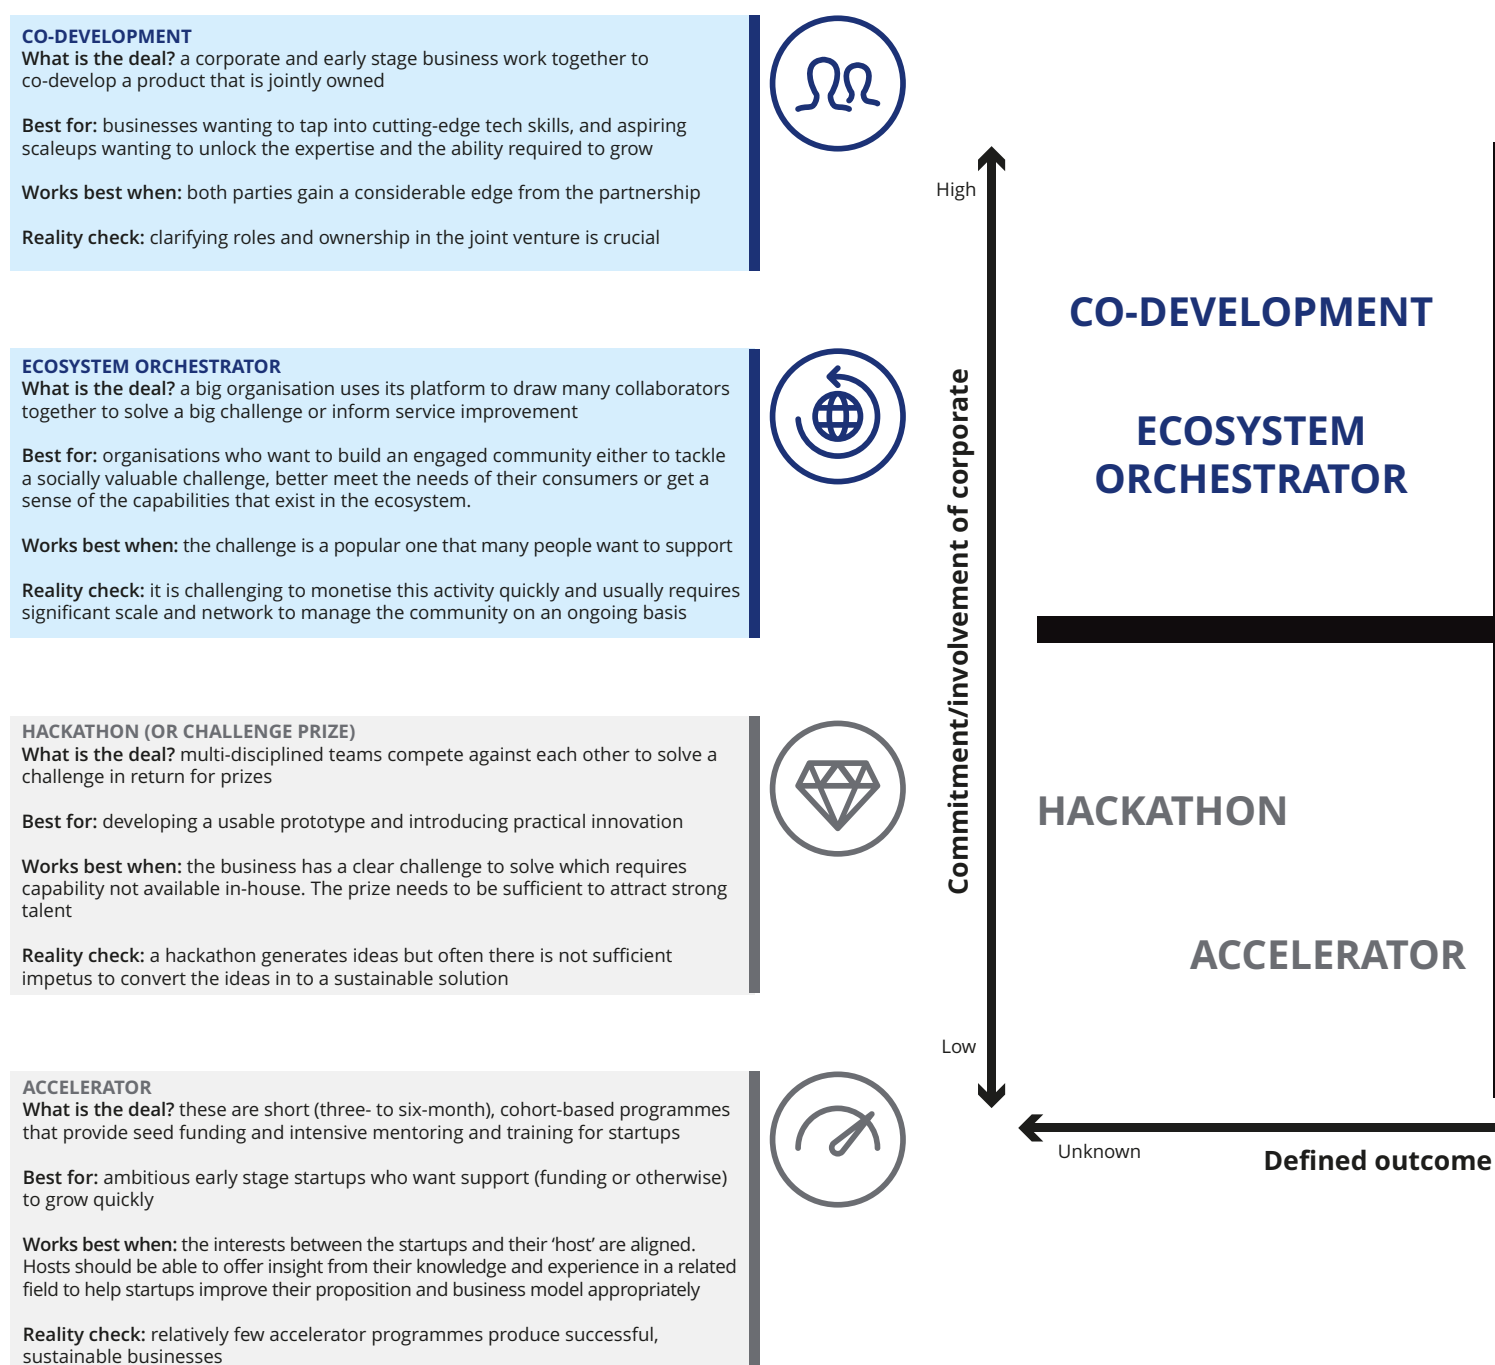 CO-DEVELOPMENT
What is the deal? a corporate and early stage business work together to
co-develop a product that is jointly owned
Best for: businesses wanting to tap into cutting-edge tech skills, and aspiring
scaleups wanting to unlock the expertise and the ability required to grow
Works best when: both parties gain a considerable edge from the partnership
Reality check: clarifying roles and ownership in the joint venture is crucial
ECOSYSTEM ORCHESTRATOR
What is the deal? a big organisation uses its platform to draw many collaborators
together to solve a big challenge or inform service improvement
Best for: organisations who want to build an engaged community either to tackle
a socially valuable challenge, better meet the needs of their consumers or get a
sense of the capabilities that exist in the ecosystem.
Works best when: the challenge is a popular one that many people want to support
Reality check: it is challenging to monetise this activity quickly and usually requires
significant scale and network to manage the community on an ongoing basis
HACKATHON (OR CHALLENGE PRIZE)
What is the deal? multi-disciplined teams compete against each other to solve a
challenge in return for prizes
Best for: developing a usable prototype and introducing practical innovation
Works best when: the business has a clear challenge to solve which requires
capability not available in-house. The prize needs to be sufficient to attract strong
talent
Reality check: a hackathon generates ideas but often there is not sufficient
impetus to convert the ideas in to a sustainable solution
ACCELERATOR
What is the deal? these are short (three- to six-month), cohort-based programmes
that provide seed funding and intensive mentoring and training for startups
Best for: ambitious early stage startups who want support (funding or otherwise)
to grow quickly
Works best when: the interests between the startups and their ‘host’ are aligned.
Hosts should be able to offer insight from their knowledge and experience in a related
field to help startups improve their proposition and business model appropriately
Reality check: relatively few accelerator programmes produce successful,
sustainable businesses
High
Commitment/involvement of corporate
Low
CO-DEVELOPMENT
ECOSYSTEM
ORCHESTRATOR
HACKATHON
ACCELERATOR
Unknown
Defined outcome